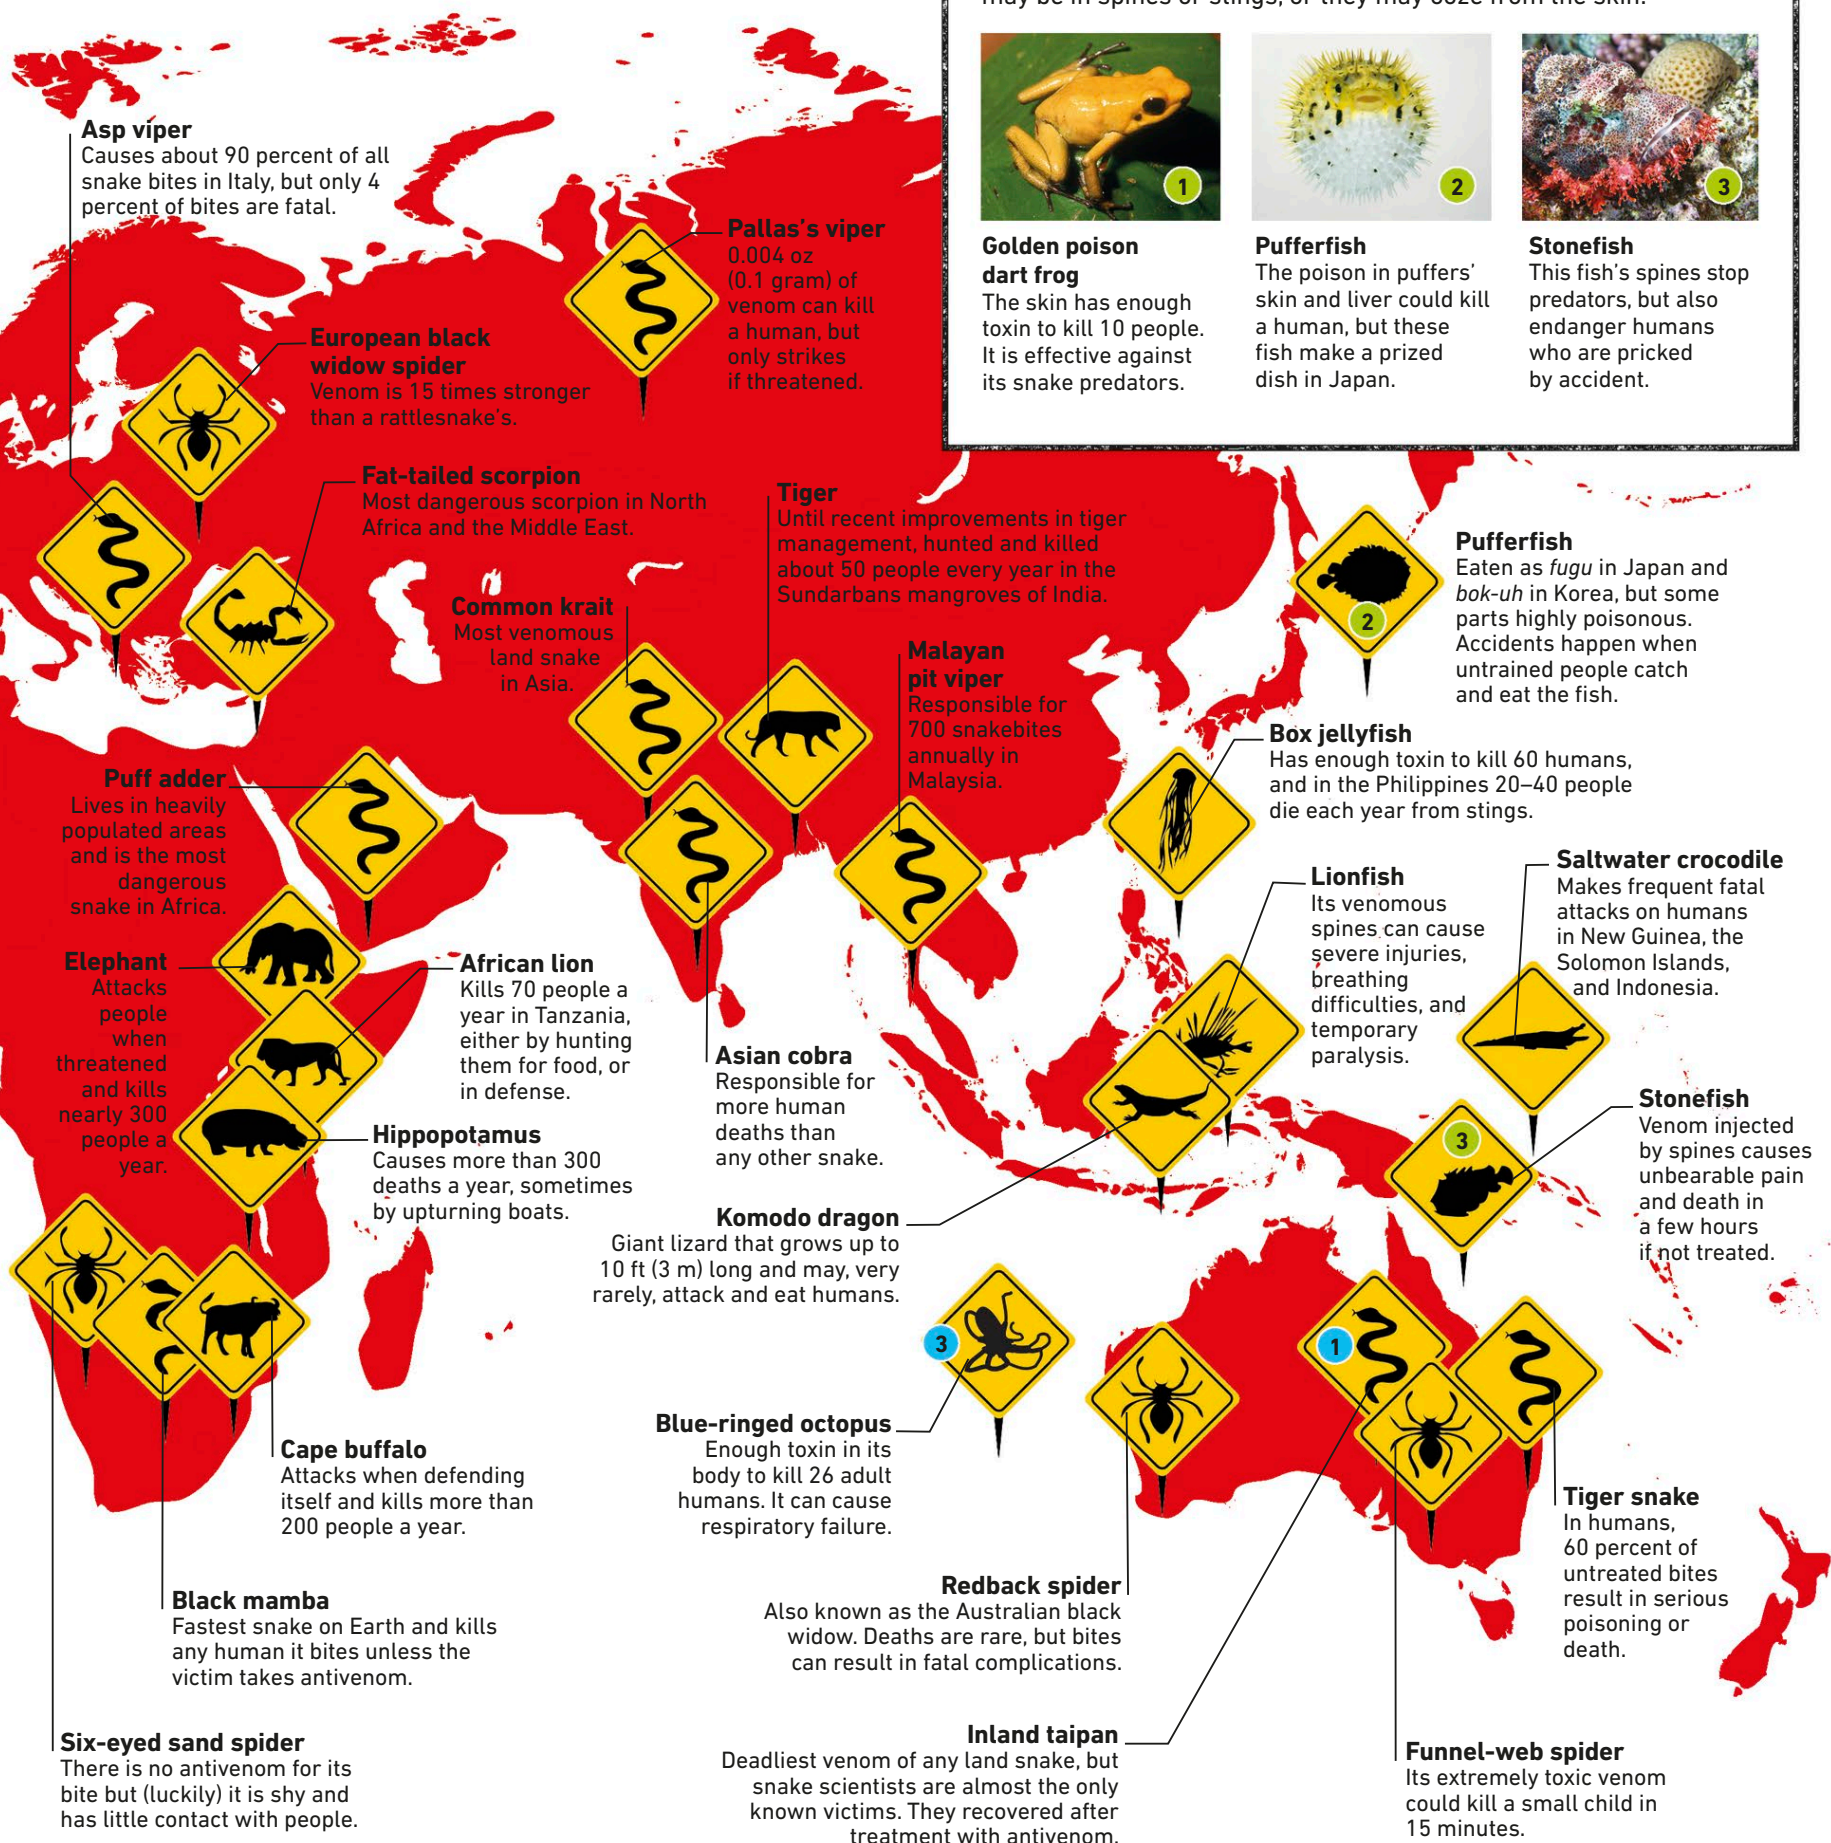 may be in spines or stings, or they may ooze from the skin.
1
2
3
Golden poison
dart frog
The skin has enough
toxin to kill 10 people.
It is effective against
its snake predators.
Pufferfish
The poison in puffers'
skin and liver could kill
a human, but these
fish make a prized
dish in Japan.
Stonefish
This fish's spines stop
predators, but also
endanger humans
who are pricked
by accident.
Asp viper
Causes about 90 percent of all
snake bites in Italy, but only 4
percent of bites are fatal.
Pallas's viper
0.004 oz
(0.1 gram) of
venom can kill
a human, but
only strikes
if threatened.
European black
widow spider
Venom is 15 times stronger
than a rattlesnake's.
Fat-tailed scorpion
Most dangerous scorpion in North
Africa and the Middle East.
Tiger
Until recent improvements in tiger
management, hunted and killed
about 50 people every year in the
Sundarbans mangroves of India.
Pufferfish
Eaten as fugu in Japan and
bok-uh in Korea, but some
parts highly poisonous.
Accidents happen when
untrained people catch
and eat the fish.
2
Common krait
Most venomous
land snake
in Asia.
Malayan
pit viper
Responsible for
700 snakebites
annually in
Malaysia.
Box jellyfish
Has enough toxin to kill 60 humans,
and in the Philippines 20–40 people
die each year from stings.
Puff adder
Lives in heavily
populated areas
and is the most
dangerous
snake in Africa.
Lionfish
Its venomous
spines can cause
severe injuries,
breathing
difficulties, and
temporary
paralysis.
Saltwater crocodile
Makes frequent fatal
attacks on humans
in New Guinea, the
Solomon Islands,
and Indonesia.
Elephant
Attacks
people
when
threatened
and kills
nearly 300
people a
year.
African lion
Kills 70 people a
year in Tanzania,
either by hunting
them for food, or
in defense.
Asian cobra
Responsible for
more human
deaths than
any other snake.
Stonefish
Venom injected
by spines causes
unbearable pain
and death in
a few hours
if not treated.
3
Hippopotamus
Causes more than 300
deaths a year, sometimes
by upturning boats.
Komodo dragon
Giant lizard that grows up to
10 ft (3 m) long and may, very
rarely, attack and eat humans.
3
1
Blue-ringed octopus
Enough toxin in its
body to kill 26 adult
humans. It can cause
respiratory failure.
Cape buffalo
Attacks when defending
itself and kills more than
200 people a year.
Tiger snake
In humans,
60 percent of
untreated bites
result in serious
poisoning or
death.
Redback spider
Also known as the Australian black
widow. Deaths are rare, but bites
can result in fatal complications.
Black mamba
Fastest snake on Earth and kills
any human it bites unless the
victim takes antivenom.
Six-eyed sand spider
There is no antivenom for its
bite but (luckily) it is shy and
has little contact with people.
Inland taipan
Deadliest venom of any land snake, but
snake scientists are almost the only
known victims. They recovered after
treatment with antivenom.
Funnel-web spider
Its extremely toxic venom
could kill a small child in
15 minutes.